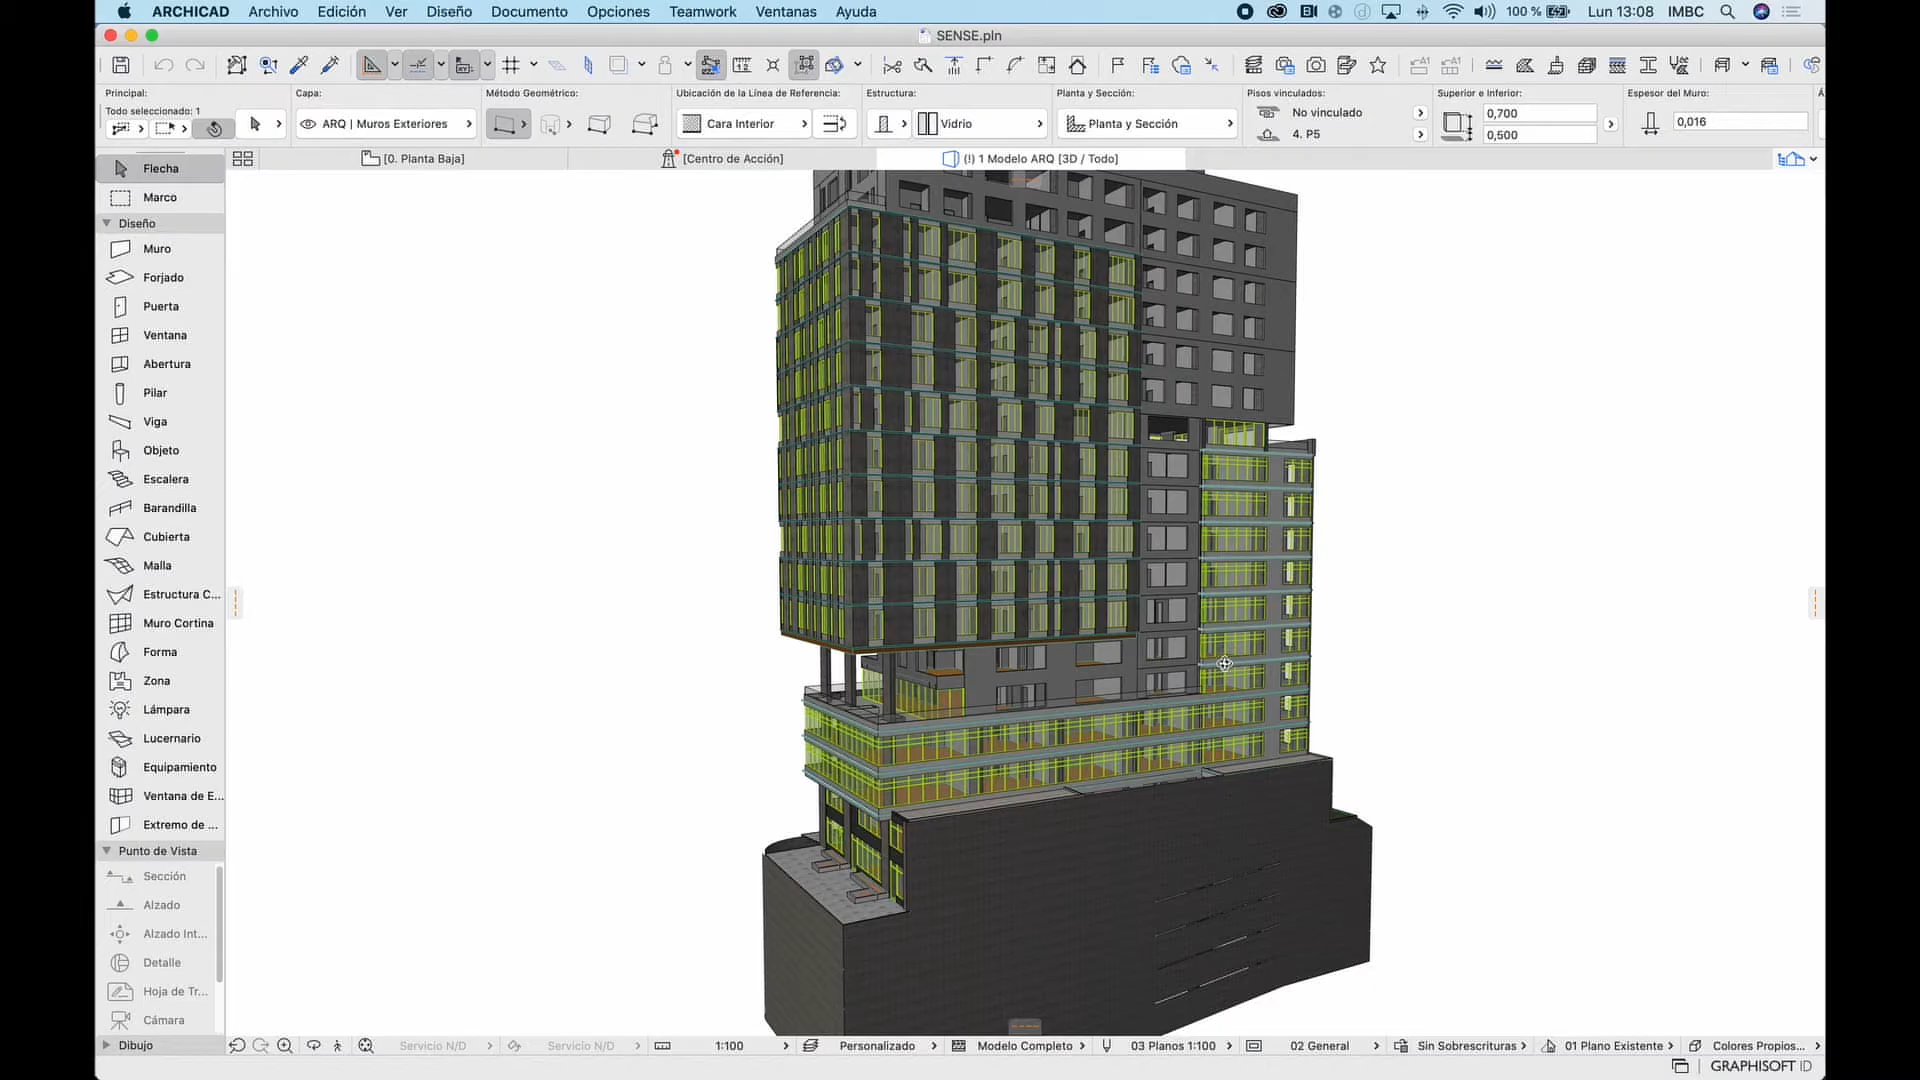 ARCHICAD Archivo Edición Ver Diseño Documento Opciones Teamwork Ventanas Ayuda 100 % Lun 13:08 IMBC
SENSE.pln
Principal: Capa: Método Geométrico: Ubicación de la Línea de Referencia: Estructura: Planta y Sección: Pisos vinculados: Superior e Inferior: Espesor del Muro:
Todo seleccionado: 1
ARQ | Muros Exteriores Cara Interior Vidrio Planta y Sección
No vinculado 0,700
4. P5 0,500
0,016
[0. Planta Baja] [Centro de Acción] (!) 1 Modelo ARQ [3D / Todo]
Flecha
Marco
Diseño
Muro
Forjado
Puerta
Ventana
Abertura
Pilar
Viga
Objeto
Escalera
Barandilla
Cubierta
Malla
Estructura C...
Muro Cortina
Forma
Zona
Lámpara
Lucernario
Equipamiento
Ventana de E...
Extremo de ...
Punto de Vista
Sección
Alzado
Alzado Int...
Detalle
Hoja de Tr...
Cámara
Dibujo
Servicio N/D Servicio N/D 1:100 Personalizado Modelo Completo 03 Planos 1:100 02 General Sin Sobrescrituras 01 Plano Existente Colores Propios...
GRAPHISOFT ID